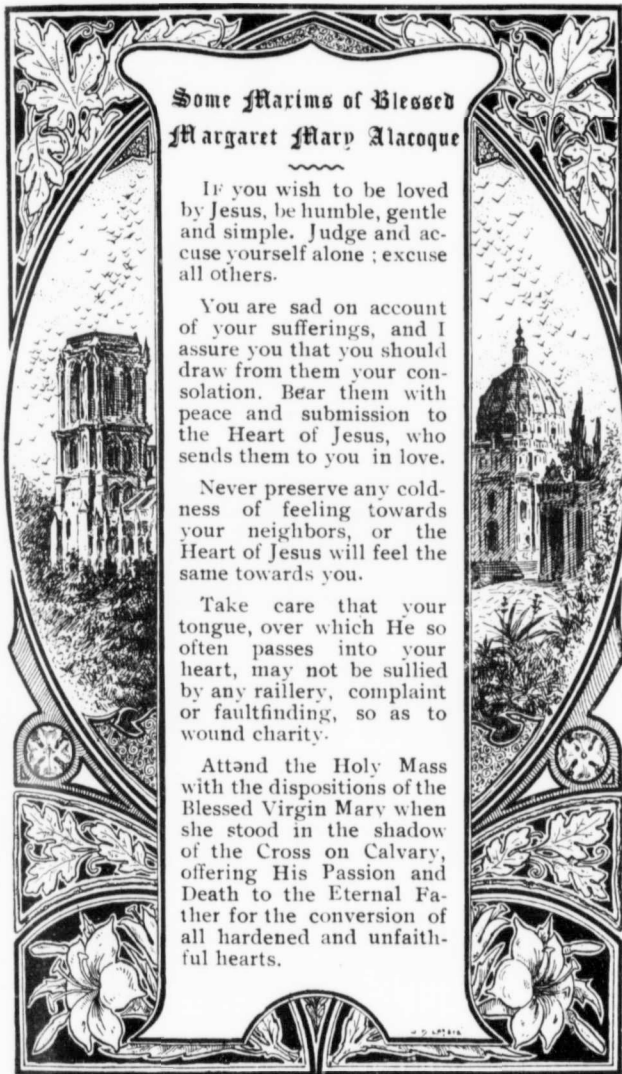 Some Maxims of Blessed
Margaret Mary Alacoque
IF you wish to be loved
by Jesus, be humble, gentle
and simple. Judge and ac-
cuse yourself alone ; excuse
all others.
You are sad on account
of your sufferings, and I
assure you that you should
draw from them your con-
solation. Bear them with
peace and submission to
the Heart of Jesus, who
sends them to you in love.
Never preserve any cold-
ness of feeling towards
your neighbors, or the
Heart of Jesus will feel the
same towards you.
Take care that your
tongue, over which He so
often passes into your
heart, may not be sullied
by any raillery, complaint
or faultfinding, so as to
wound charity.
Attend the Holy Mass
with the dispositions of the
Blessed Virgin Mary when
she stood in the shadow
of the Cross on Calvary,
offering His Passion and
Death to the Eternal Fa-
ther for the conversion of
all hardened and unfaith-
ful hearts.